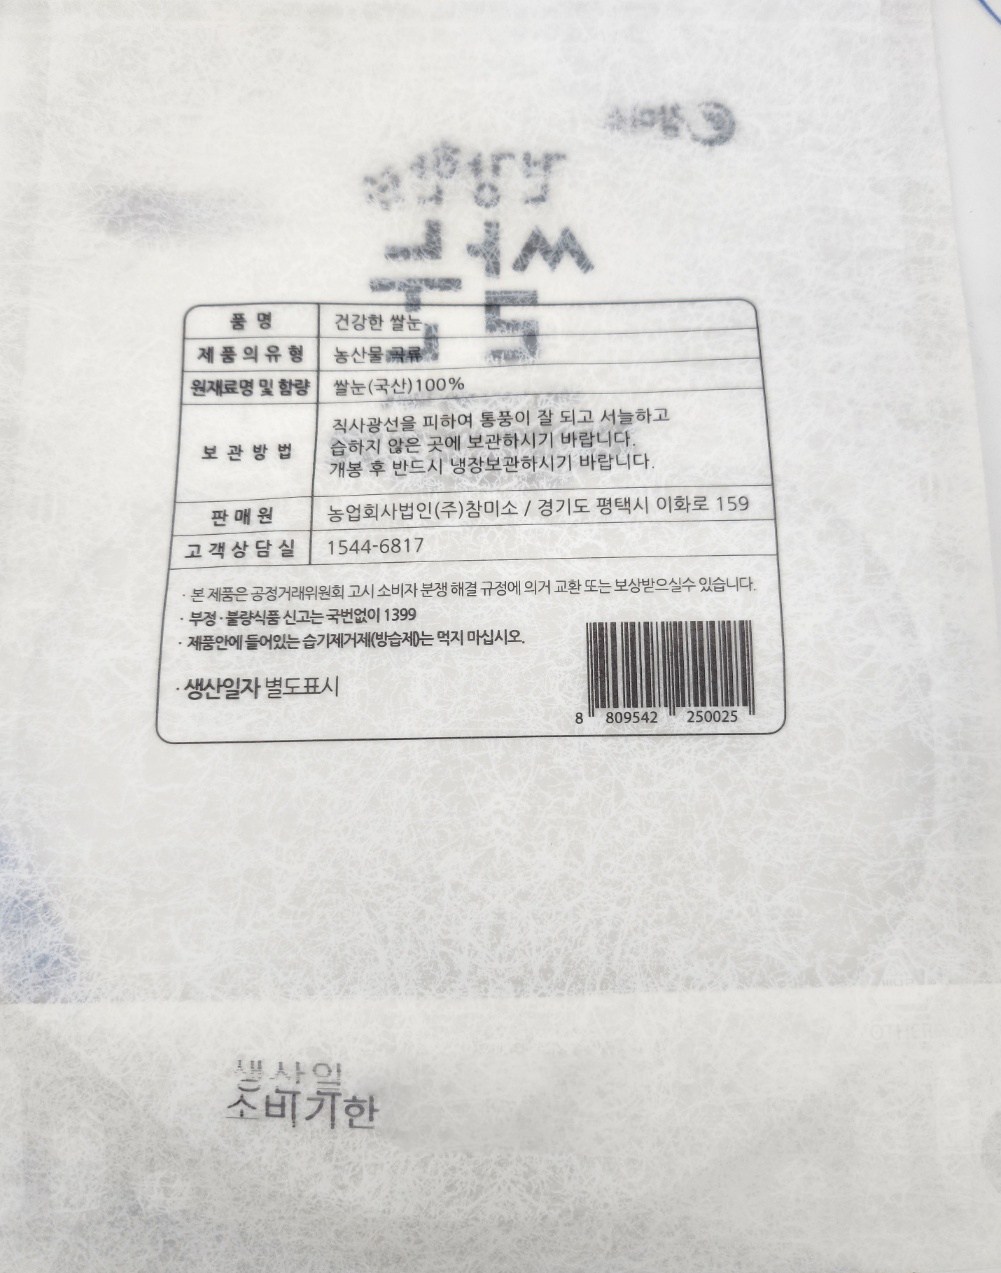 참미소
건강한
쌀눈
품 명 건강한 쌀눈
제품의유형 농산물 곡류
원재료명 및 함량 쌀눈(국산)100%
보관방법 직사광선을 피하여 통풍이 잘 되고 서늘하고
습하지 않은 곳에 보관하시기 바랍니다.
개봉 후 반드시 냉장보관하시기 바랍니다.
판매원 농업회사법인(주)참미소 / 경기도 평택시 이화로 159
고객상담실 1544-6817
· 본 제품은 공정거래위원회 고시 소비자 분쟁 해결 규정에 의거 교환 또는 보상받으실수 있습니다.
· 부정·불량식품 신고는 국번없이 1399
· 제품안에 들어있는 습기제거제(방습제)는 먹지 마십시오.
· 생산일자 별도표시
8 809542 250025
생산일
소비기한